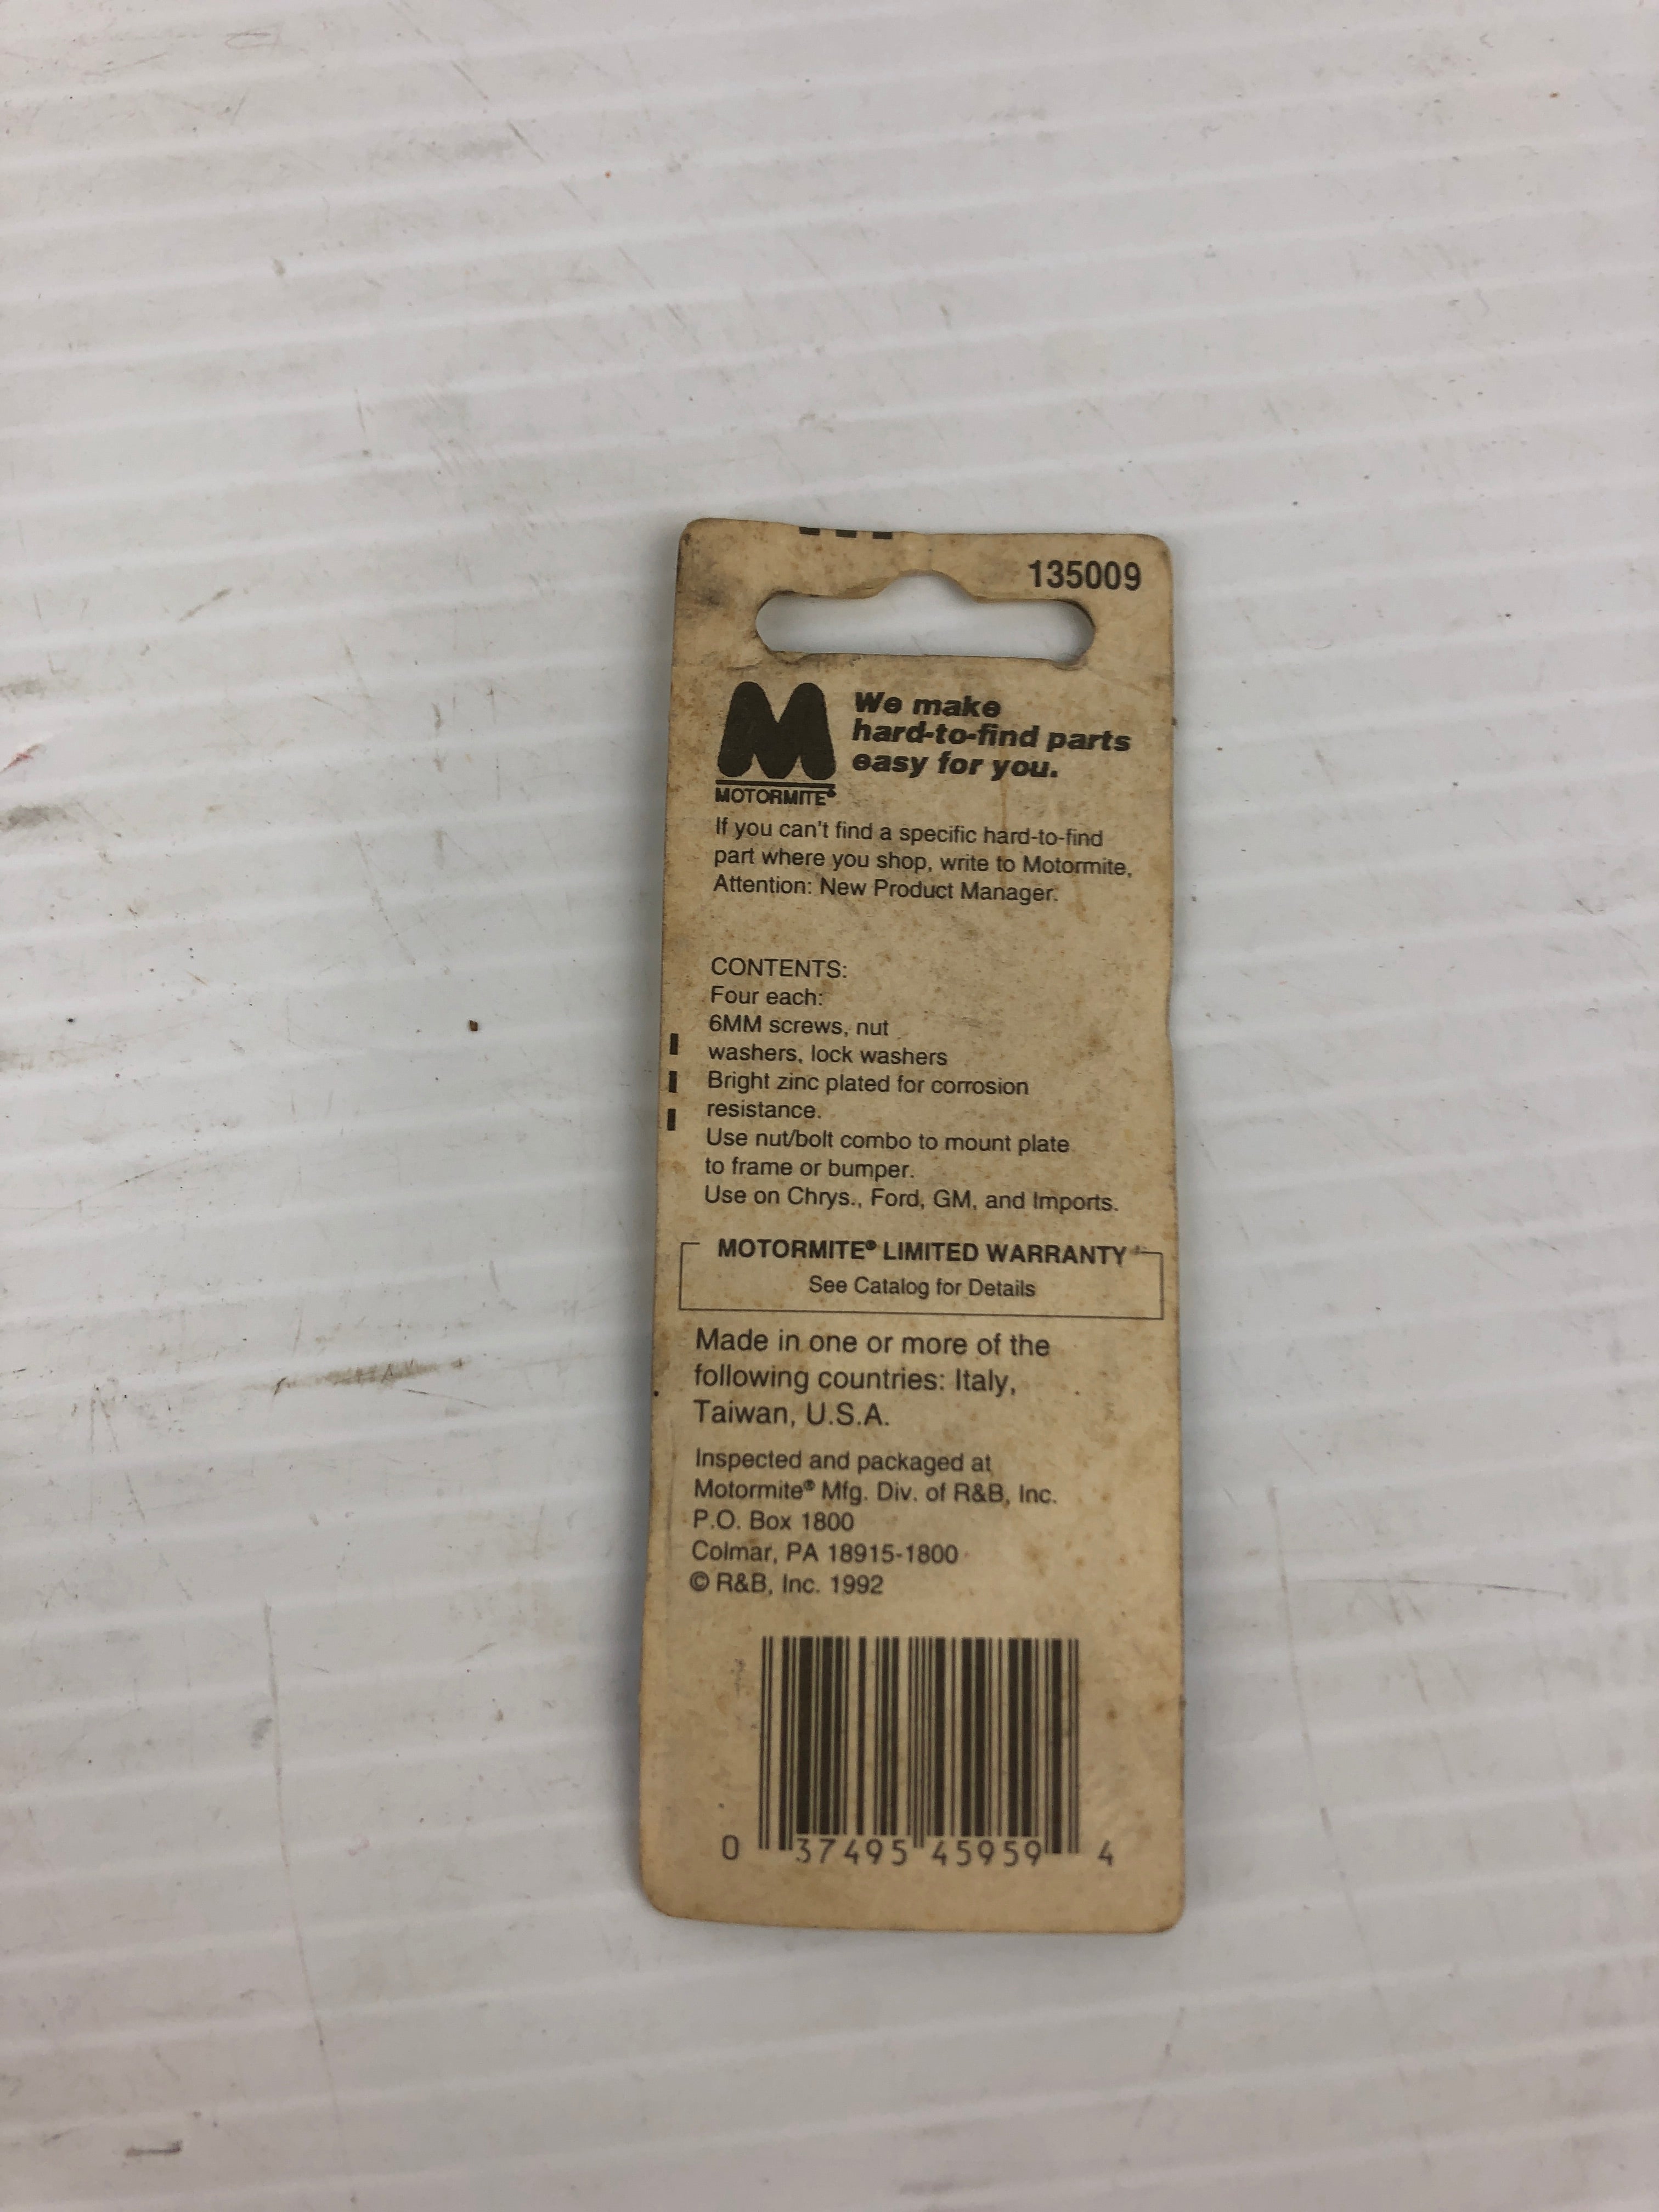 135009
We make
hard-to-find parts
easy for you.
MOTORMITE®
If you can't find a specific hard-to-find
part where you shop, write to Motormite,
Attention: New Product Manager.
CONTENTS:
Four each:
6MM screws, nut
washers, lock washers
Bright zinc plated for corrosion
resistance.
Use nut/bolt combo to mount plate
to frame or bumper.
Use on Chrys., Ford, GM, and Imports.
MOTORMITE® LIMITED WARRANTY
See Catalog for Details
Made in one or more of the
following countries: Italy,
Taiwan, U.S.A.
Inspected and packaged at
Motormite® Mfg. Div. of R&B, Inc.
P.O. Box 1800
Colmar, PA 18915-1800
© R&B, Inc. 1992
0 37495 45959 4